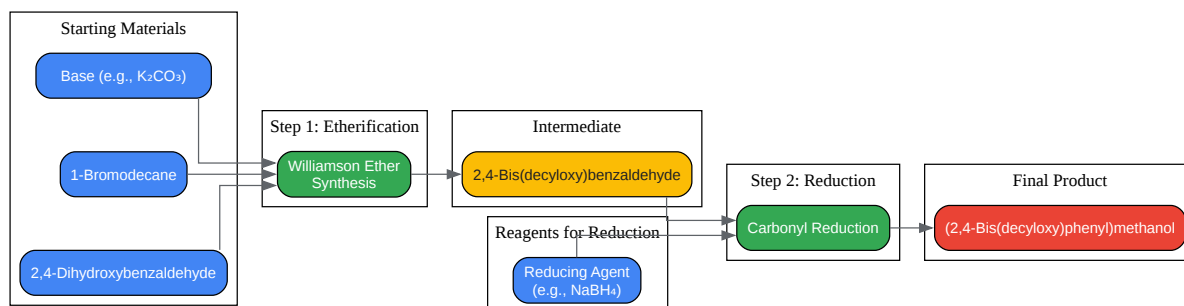 Starting Materials
Base (e.g., K₂CO₃)
1-Bromodecane
2,4-Dihydroxybenzaldehyde
Step 1: Etherification
Williamson Ether
Synthesis
Intermediate
2,4-Bis(decyloxy)benzaldehyde
Reagents for Reduction
Reducing Agent
(e.g., NaBH₄)
Step 2: Reduction
Carbonyl Reduction
Final Product
(2,4-Bis(decyloxy)phenyl)methanol